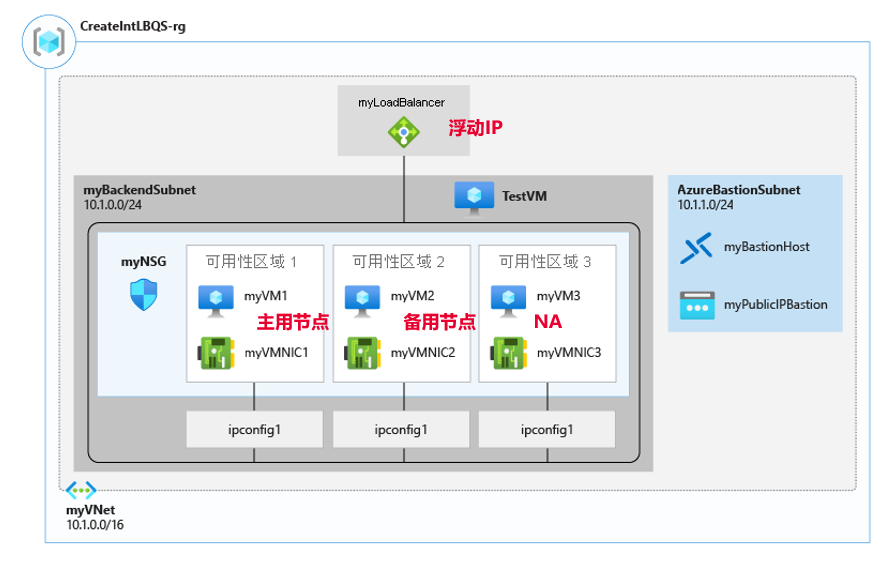 CreateIntLBQS-rg
myLoadBalancer
浮动IP
myBackendSubnet
10.1.0.0/24
TestVM
AzureBastionSubnet
10.1.1.0/24
myBastionHost
myPublicIPBastion
myNSG
可用性区域 1
myVM1
主用节点
myVMNIC1
可用性区域 2
myVM2
备用节点
myVMNIC2
可用性区域 3
myVM3
NA
myVMNIC3
ipconfig1
ipconfig1
ipconfig1
myVNet
10.1.0.0/16